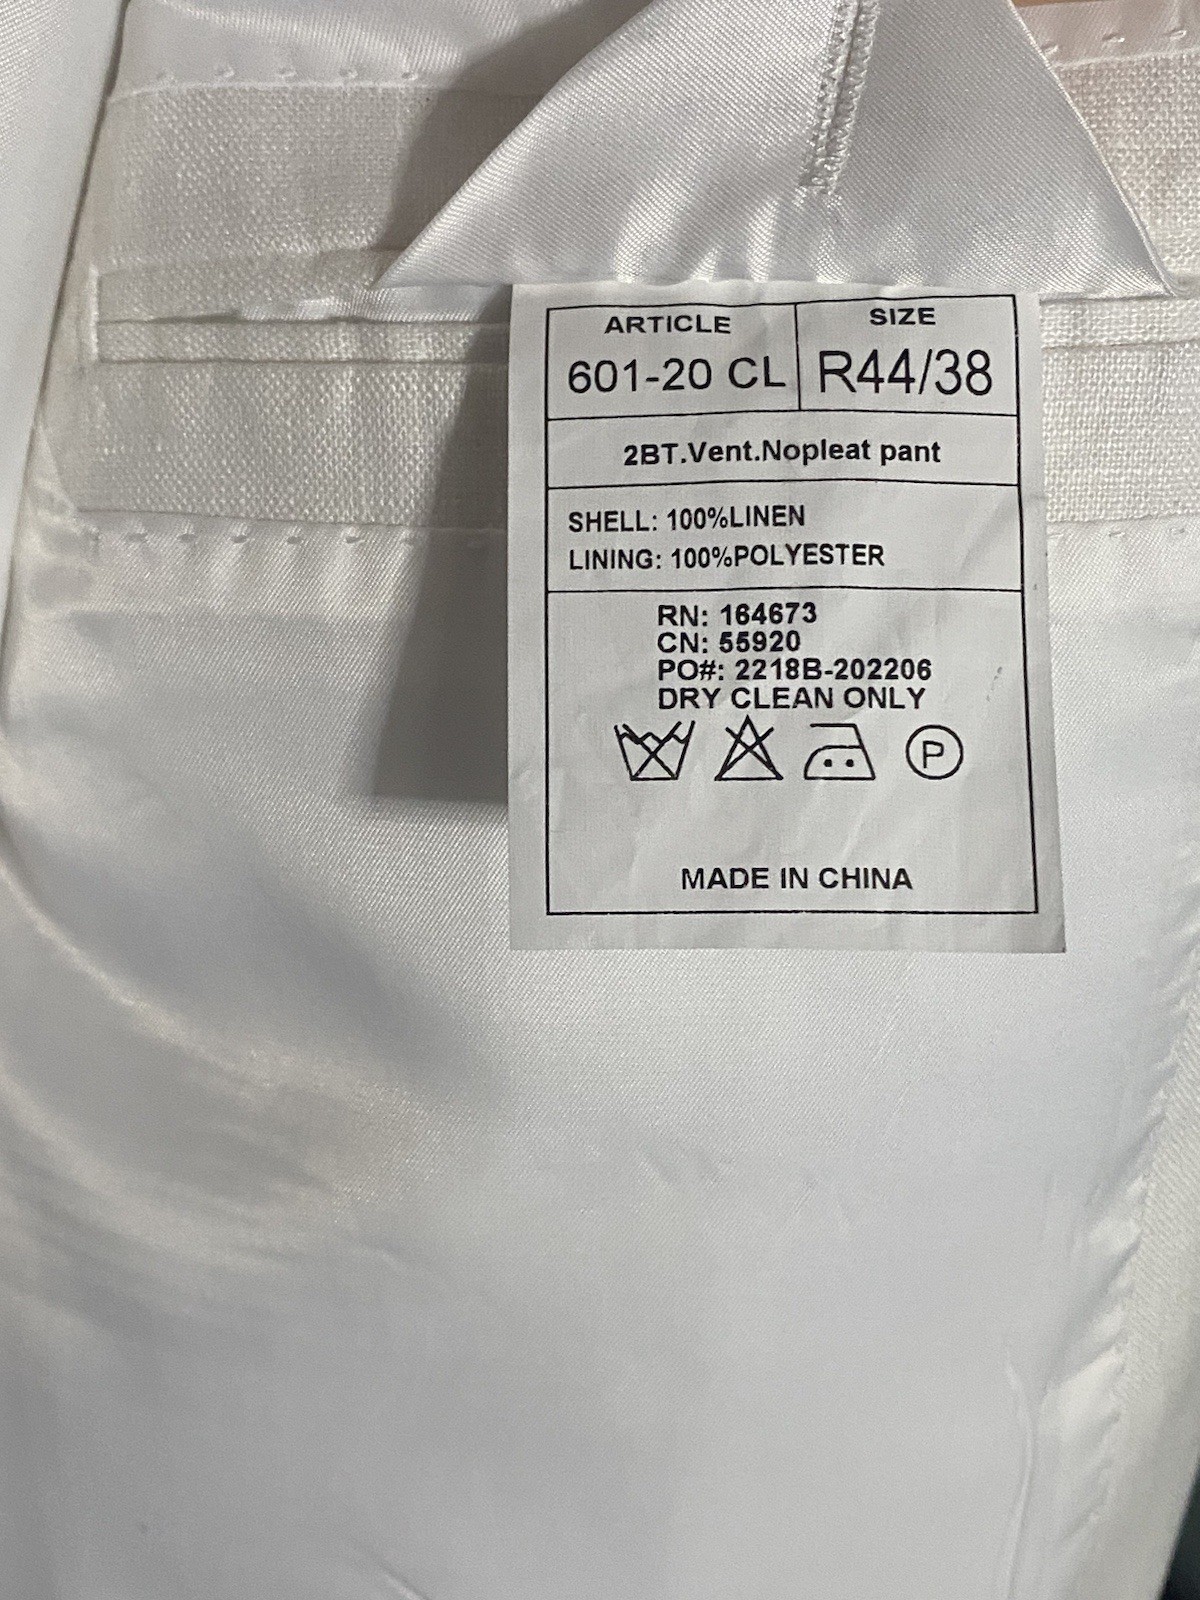 ARTICLE SIZE
601-20 CL R44/38
2BT.Vent.Nopleat pant
SHELL: 100%LINEN
LINING: 100%POLYESTER
RN: 164673
CN: 55920
PO#: 2218B-202206
DRY CLEAN ONLY
P
MADE IN CHINA